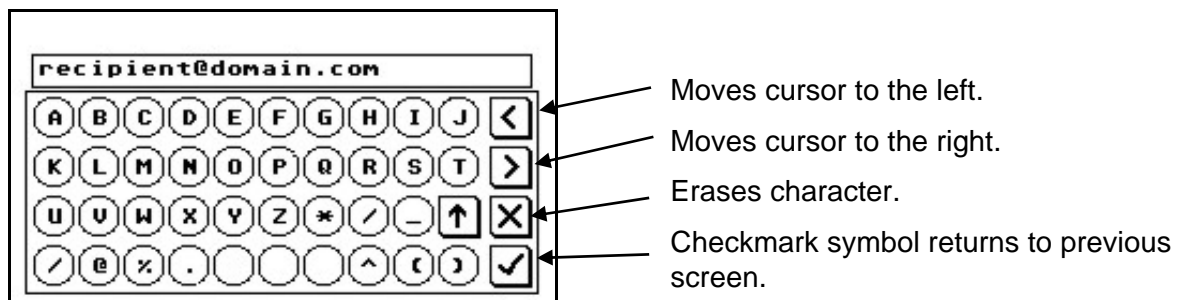 recipient@domain.com
A B C D E F G H I J <
K L M N O P Q R S T >
U V W X Y Z * / _ ↑ X
/ @ % . ^ ( ) ✓
Moves cursor to the left.
Moves cursor to the right.
Erases character.
Checkmark symbol returns to previous
screen.